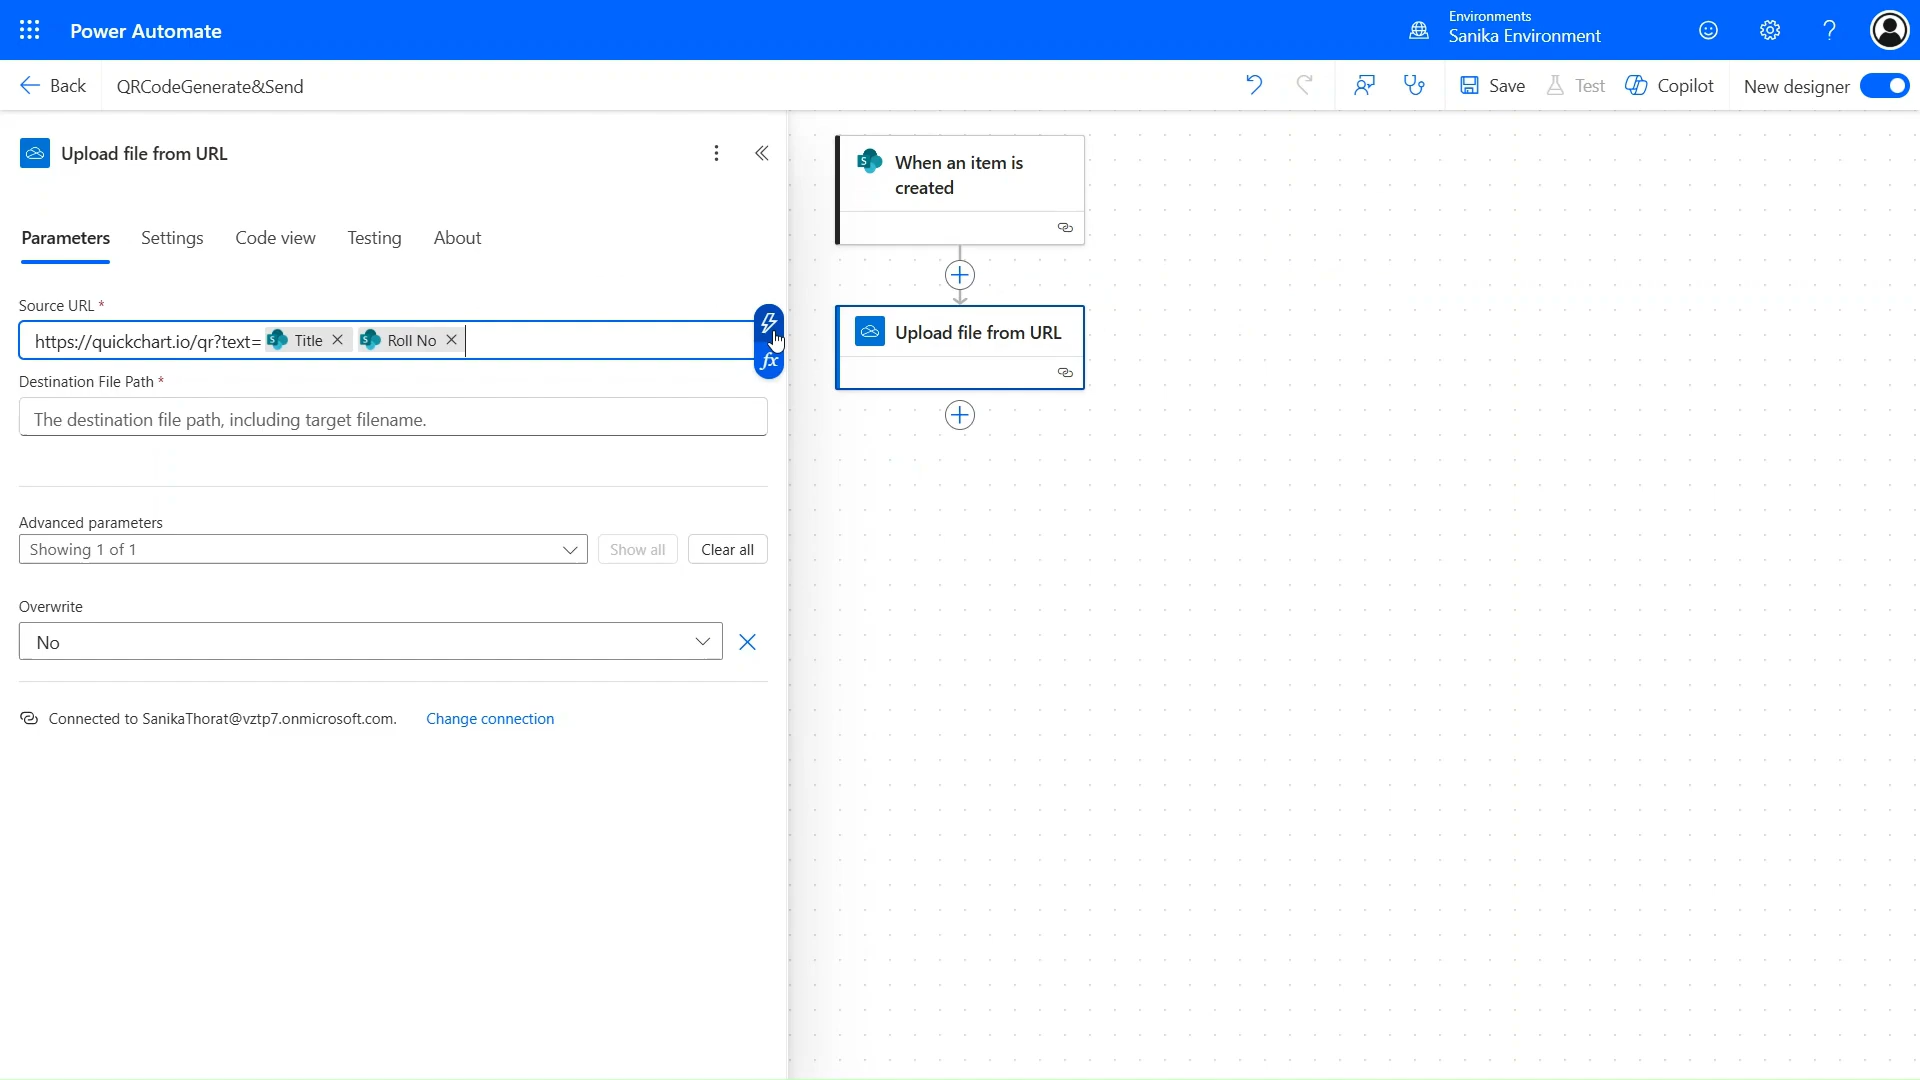 Power Automate
Environments
Sanika Environment
Back
QRCodeGenerate&Send
Save
Test
Copilot
New designer
Upload file from URL
Parameters
Settings
Code view
Testing
About
Source URL *
https://quickchart.io/qr?text= Title Roll No
fx
Destination File Path *
The destination file path, including target filename.
Advanced parameters
Showing 1 of 1
Show all
Clear all
Overwrite
No
Connected to SanikaThorat@vztp7.onmicrosoft.com.
Change connection
When an item is
created
Upload file from URL